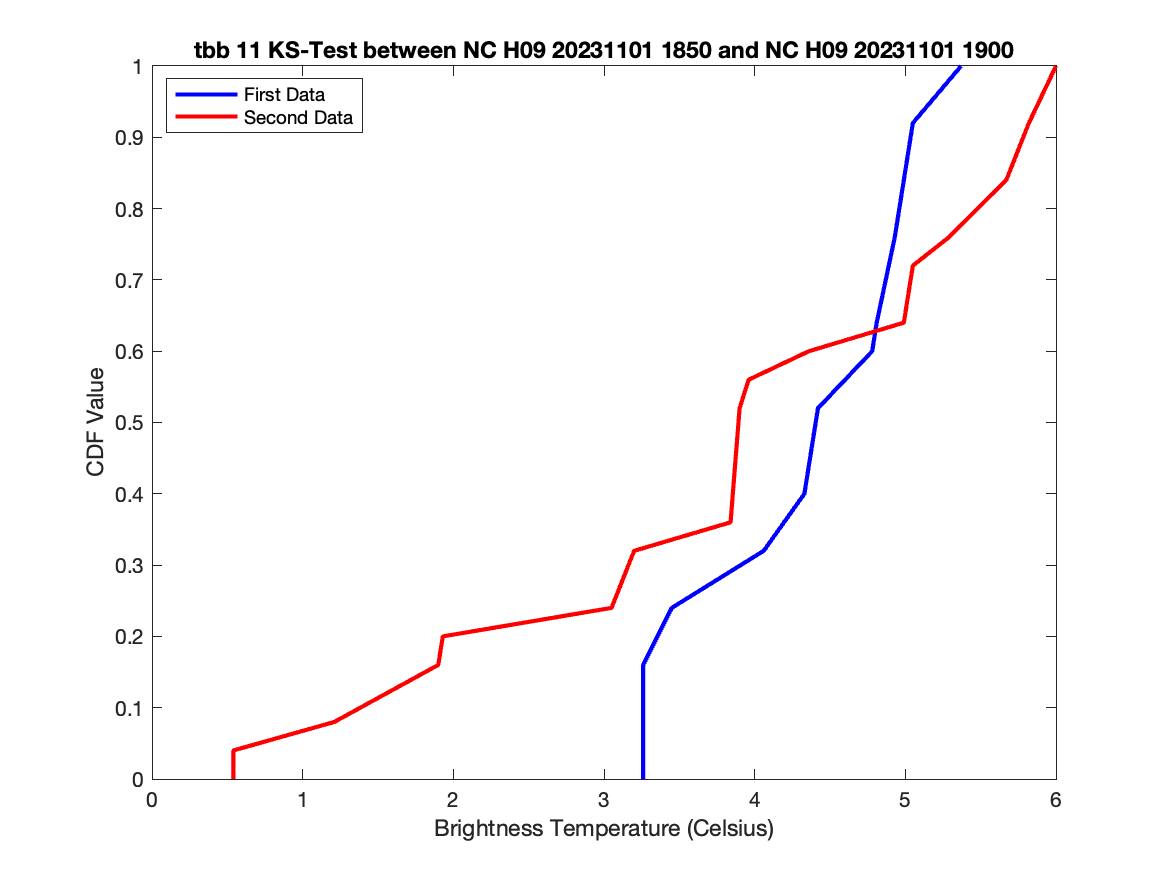 tbb 11 KS-Test between NC H09 20231101 1850 and NC H09 20231101 1900
First Data
Second Data
1
0.9
0.8
0.7
0.6
0.5
0.4
0.3
0.2
0.1
0
CDF Value
0 1 2 3 4 5 6
Brightness Temperature (Celsius)